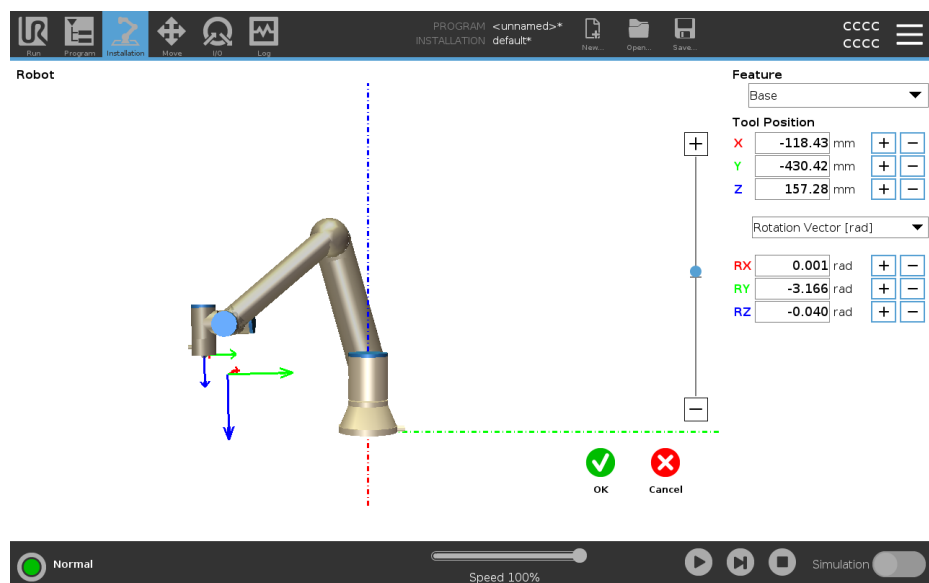 UR
PROGRAM <unnamed>*
INSTALLATION default*
CCCC
CCCC
Run Program Installation Move I/O Log New... Open... Save...
Robot
Feature
Base
Tool Position
X -118.43 mm + −
Y -430.42 mm + −
Z 157.28 mm + −
Rotation Vector [rad]
RX 0.001 rad + −
RY -3.166 rad + −
RZ -0.040 rad + −
OK Cancel
Normal
Speed 100%
Simulation